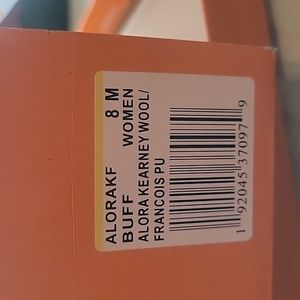 ALORAKF 8 M
BUFF WOMEN
ALORA KEARNEY WOOL/
FRANCOIS PU
1 92045 37097 9